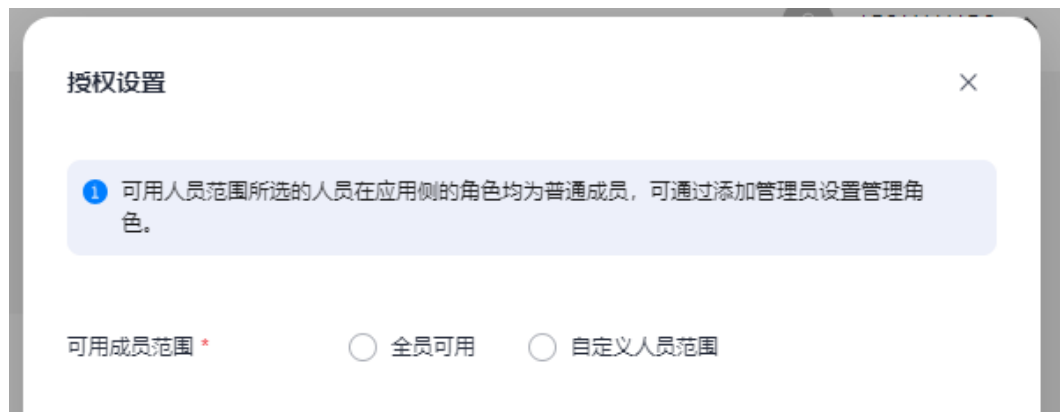 授权设置
可用人员范围所选的人员在应用侧的角色均为普通成员，可通过添加管理员设置管理角
色。
可用成员范围 * 全员可用 自定义人员范围